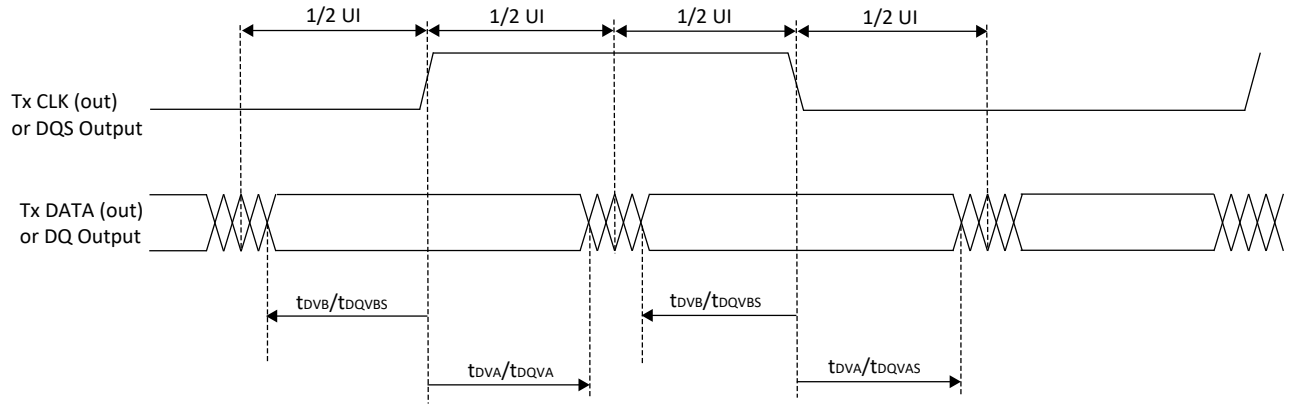 1/2 UI
1/2 UI
1/2 UI
1/2 UI
Tx CLK (out)
or DQS Output
Tx DATA (out)
or DQ Output
tDVB/tDQVBS
tDVB/tDQVBS
tDVA/tDQVA
tDVA/tDQVAS